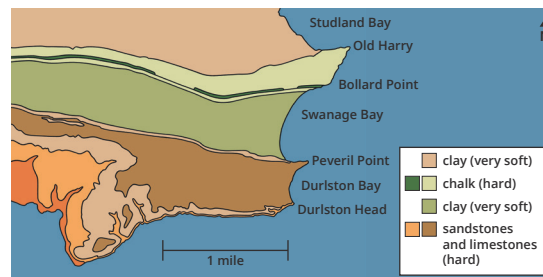 Studland Bay
Old Harry
Bollard Point
Swanage Bay
Peveril Point
Durlston Bay
Durlston Head
1 mile
clay (very soft)
chalk (hard)
clay (very soft)
sandstones
and limestones
(hard)